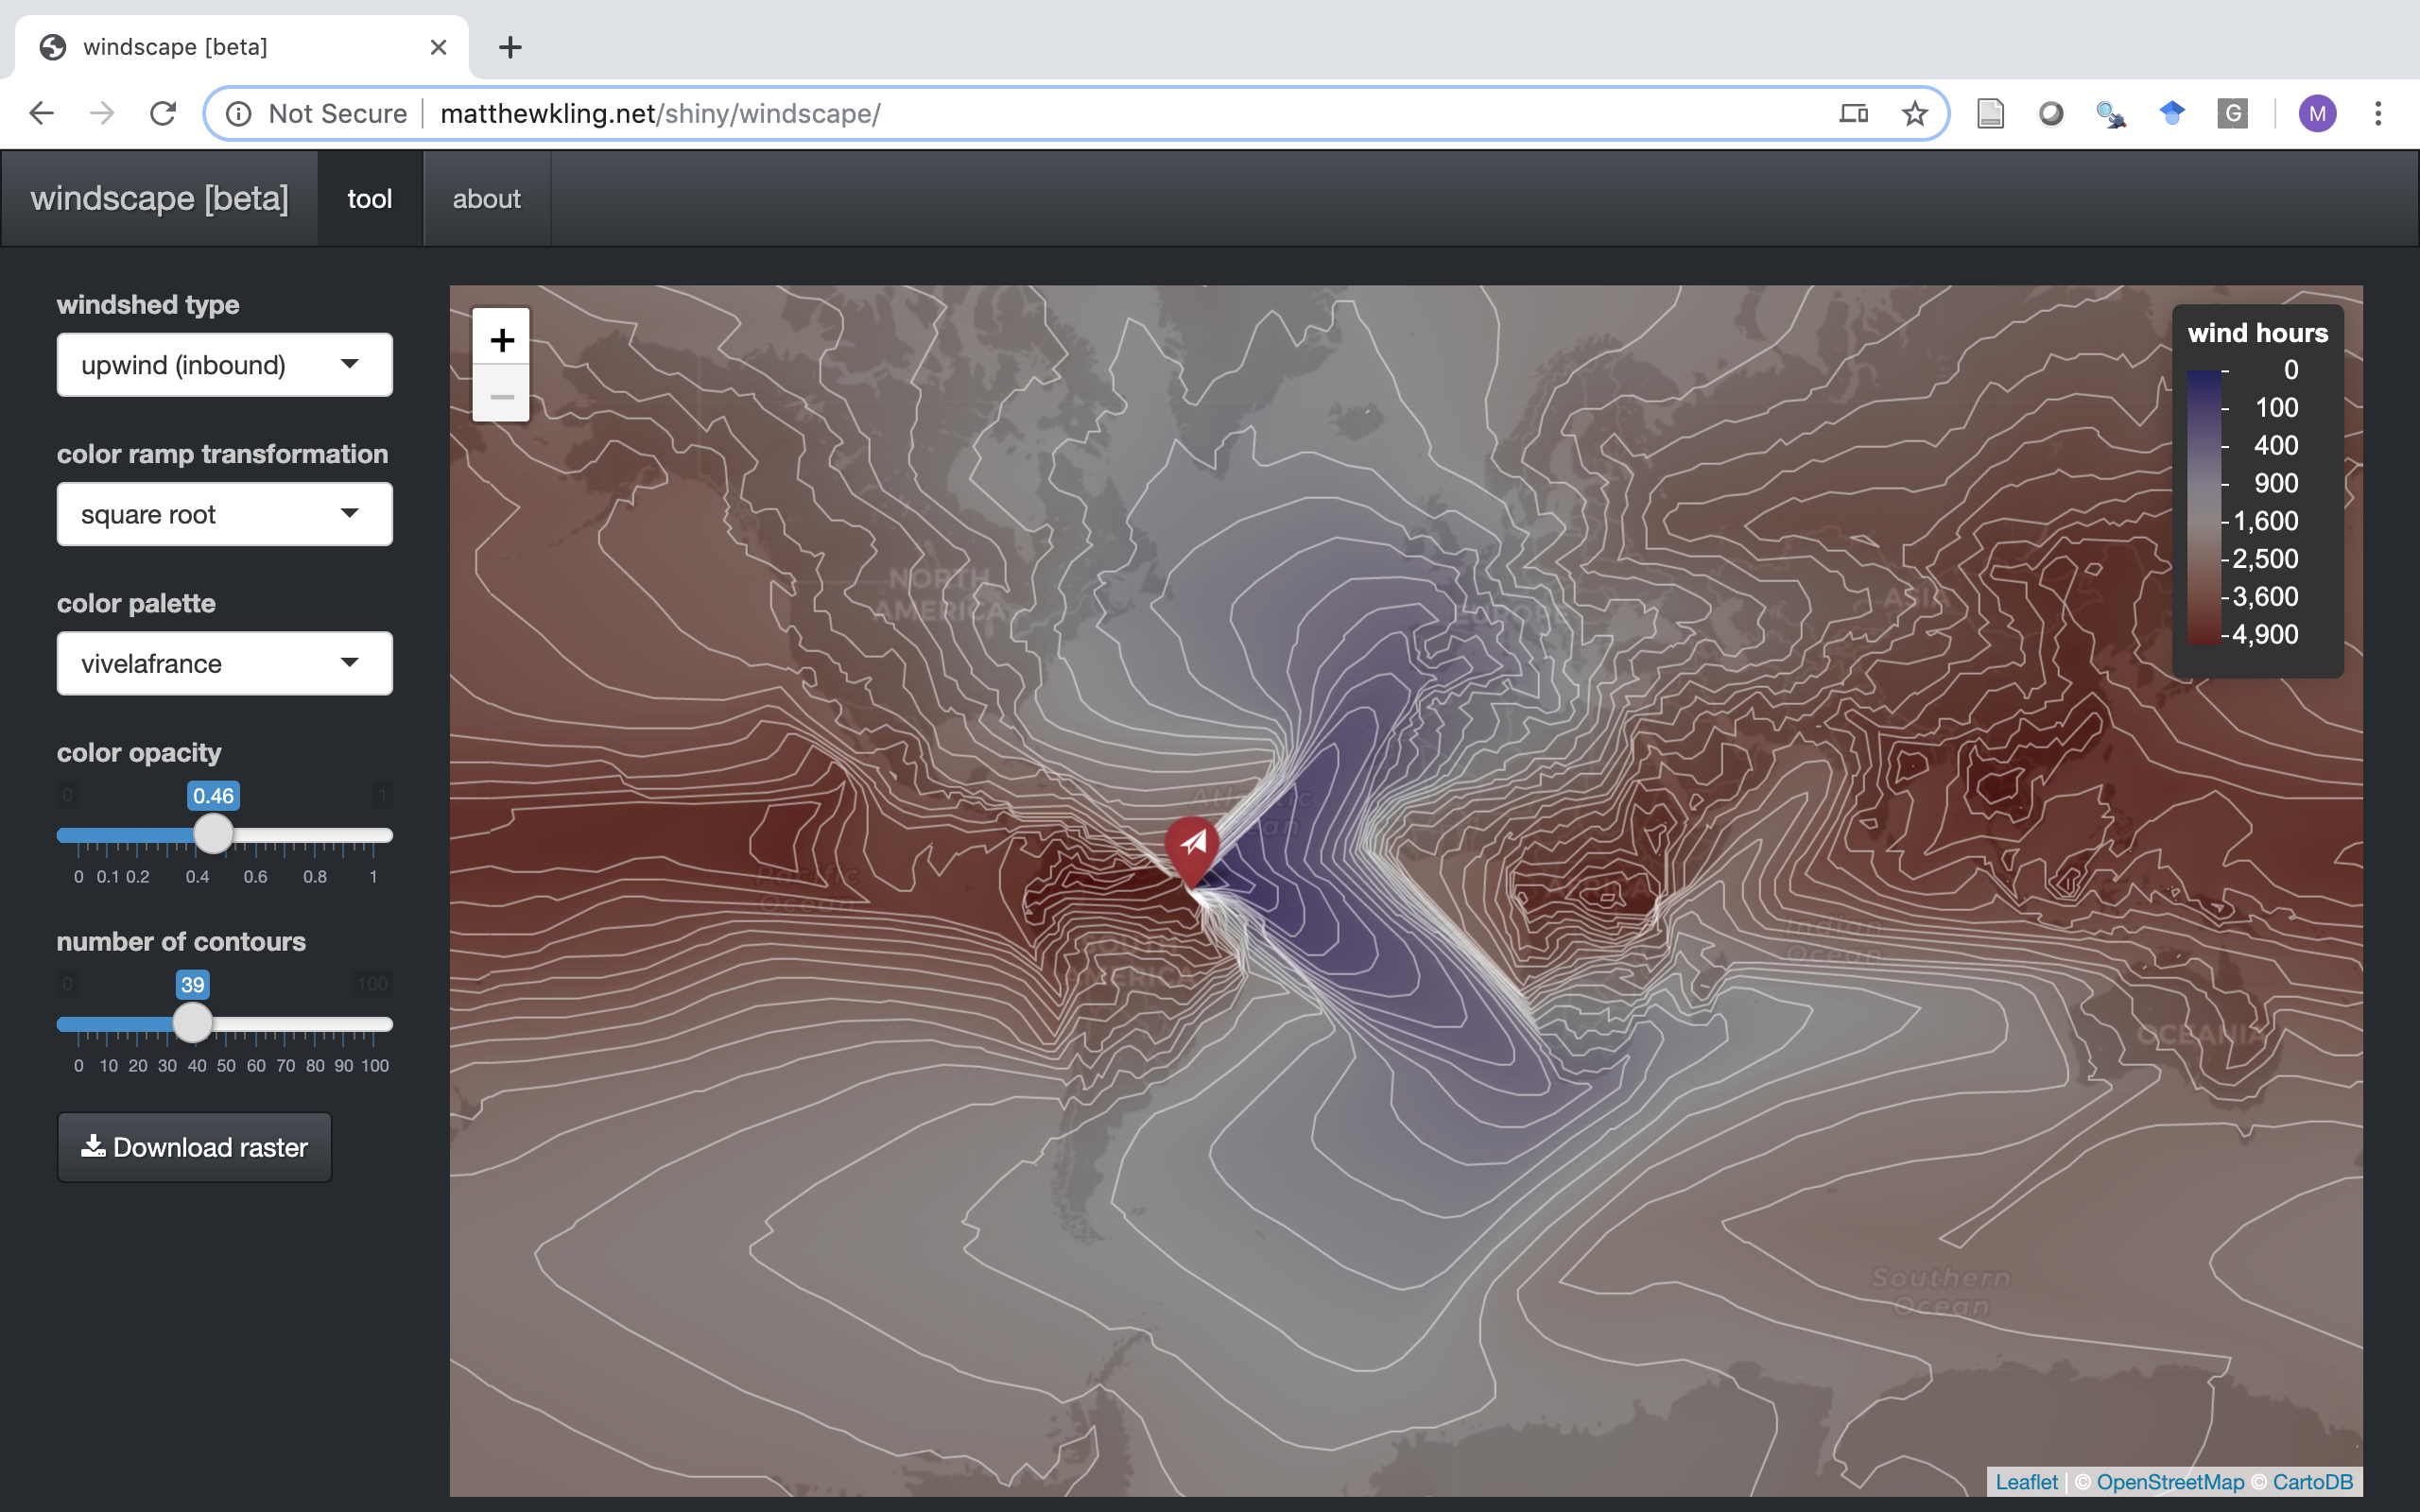 windscape [beta]
Not Secure matthewkling.net/shiny/windscape/
G
M
windscape [beta] tool about
windshed type
upwind (inbound)
color ramp transformation
square root
color palette
vivelafrance
color opacity
0 0.46 1
0 0.1 0.2 0.4 0.6 0.8 1
number of contours
0 39 100
0 10 20 30 40 50 60 70 80 90 100
Download raster
+
−
wind hours
0
100
400
900
1,600
2,500
3,600
4,900
NORTH
AMERICA
EUROPE
ASIA
Atlantic
Ocean
Pacific
Ocean
AFRICA
SOUTH
AMERICA
Indian
Ocean
OCEANIA
Southern
Ocean
Leaflet | © OpenStreetMap © CartoDB